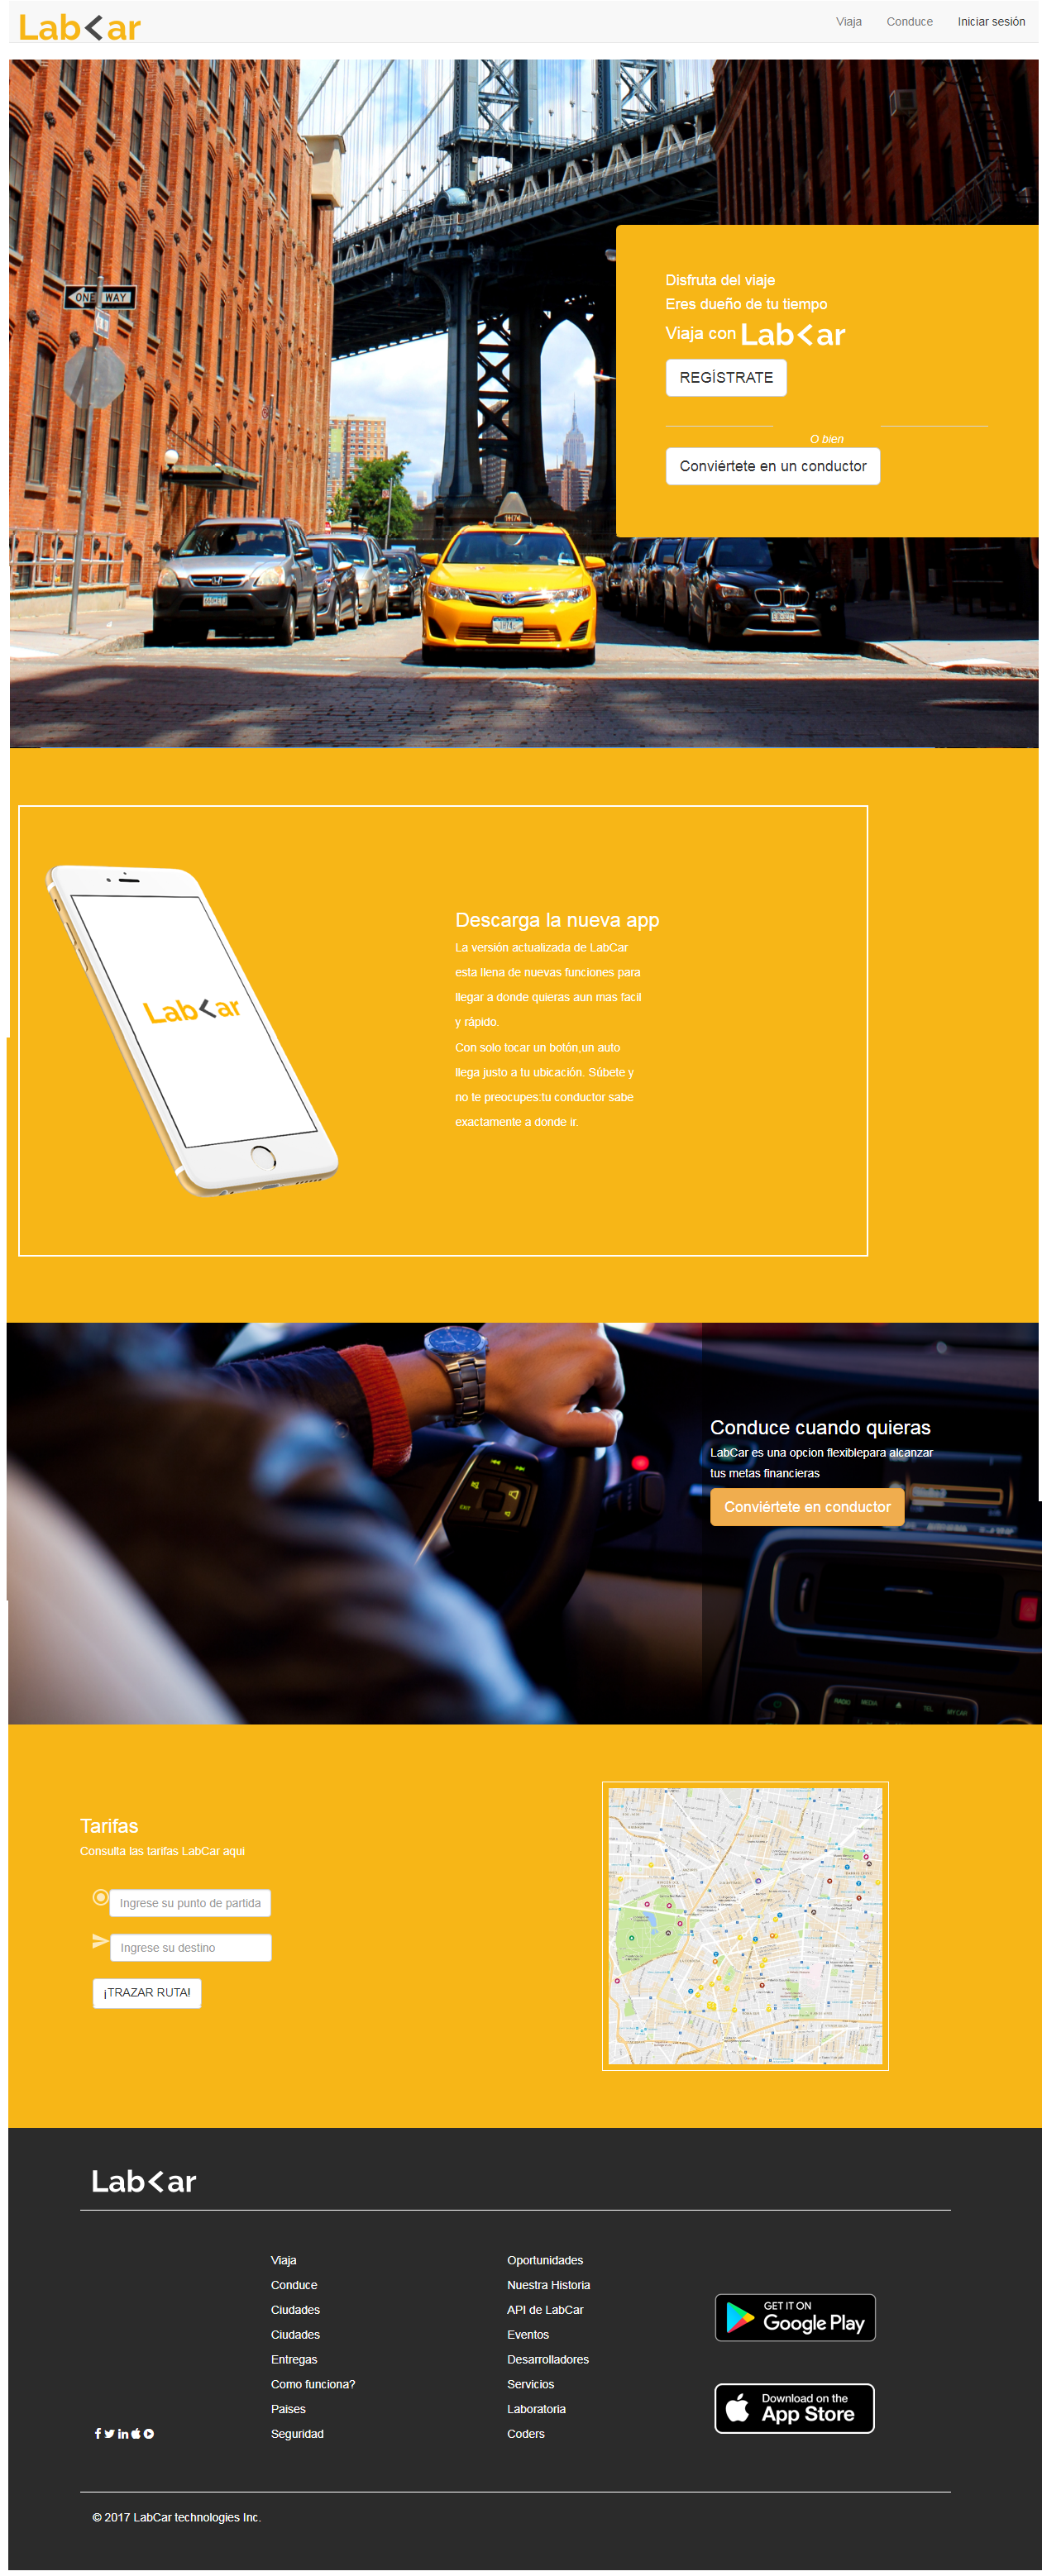 Lab<ar
Viaja
Conduce
Iniciar sesión
ONE WAY
Disfruta del viaje
Eres dueño de tu tiempo
Viaja con Lab<ar
REGÍSTRATE
O bien
Conviértete en un conductor
Lab<ar
Descarga la nueva app
La versión actualizada de LabCar
esta llena de nuevas funciones para
llegar a donde quieras aun mas facil
y rápido.
Con solo tocar un botón,un auto
llega justo a tu ubicación. Súbete y
no te preocupes:tu conductor sabe
exactamente a donde ir.
Conduce cuando quieras
LabCar es una opcion flexiblepara alcanzar
tus metas financieras
Conviértete en conductor
EXIT
RADIO MEDIA TEL MY CAR
Tarifas
Consulta las tarifas LabCar aqui
Ingrese su punto de partida
Ingrese su destino
¡TRAZAR RUTA!
Lab<ar
Viaja
Conduce
Ciudades
Ciudades
Entregas
Como funciona?
Paises
Seguridad
Oportunidades
Nuestra Historia
API de LabCar
Eventos
Desarrolladores
Servicios
Laboratoria
Coders
GET IT ON
Google Play
Download on the
App Store
© 2017 LabCar technologies Inc.